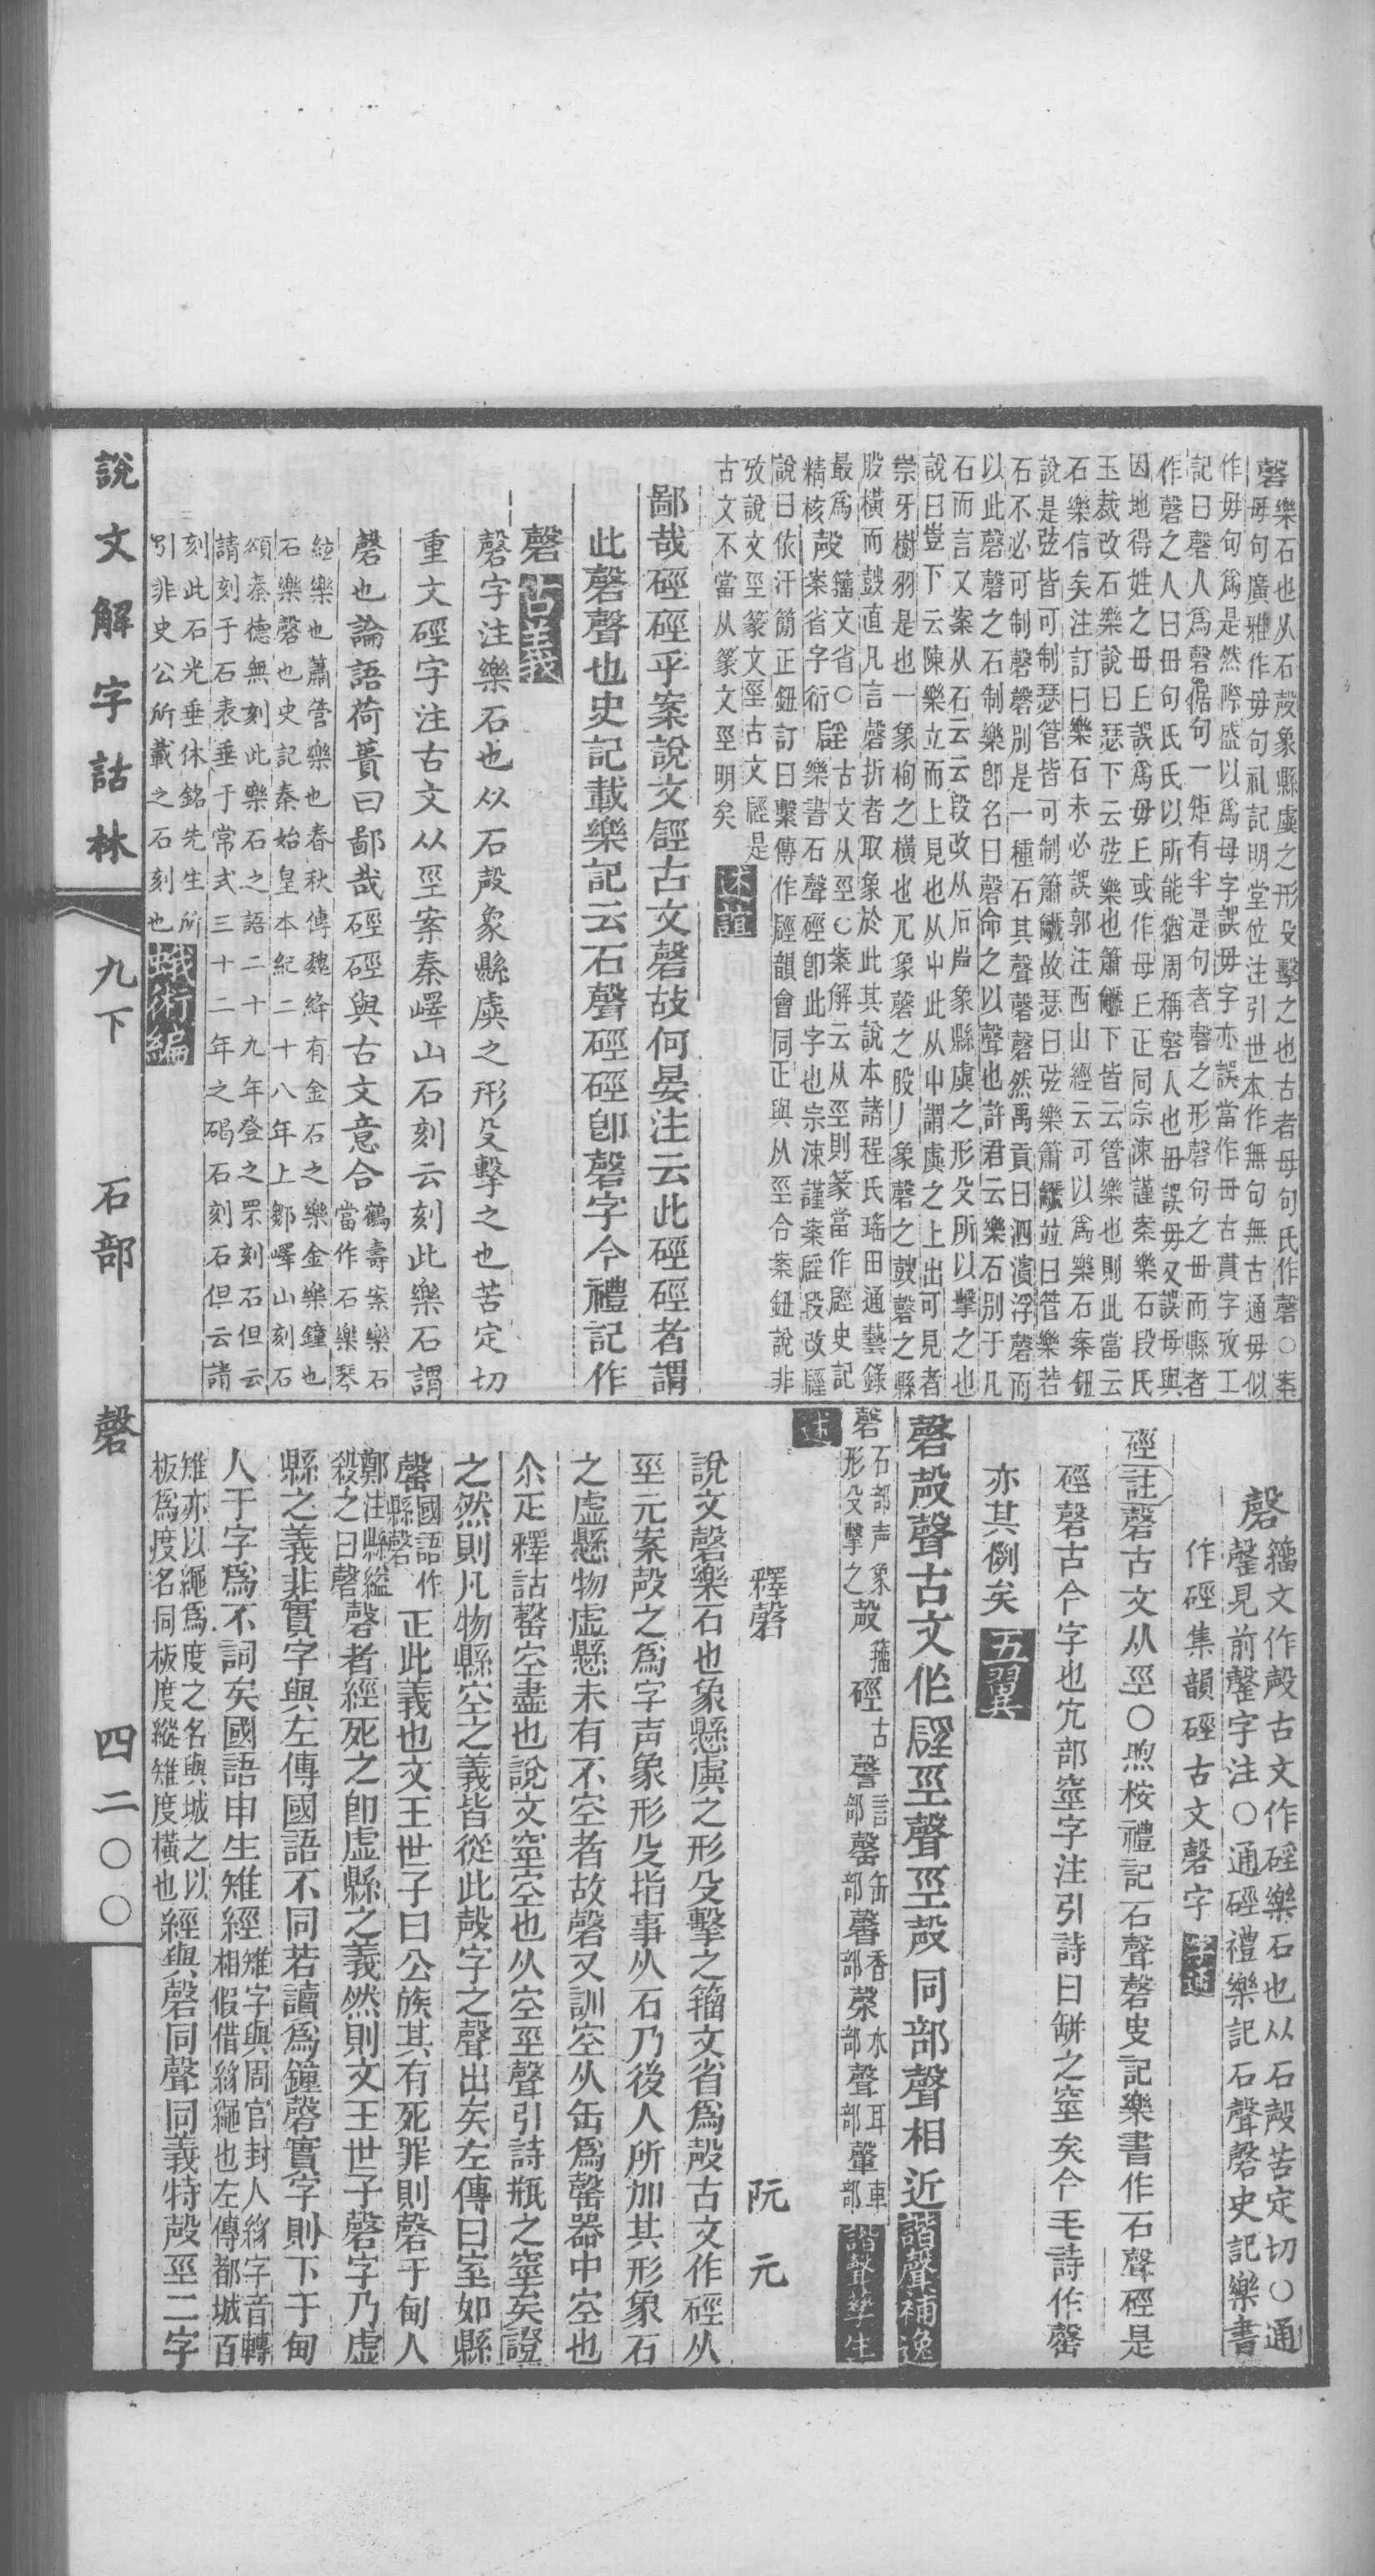 磬樂石也从石殸象縣虡之形殳擊之也古者毋句氏作磬○案
毋句廣雅作毋句礼記明堂位注引世本作無句無古通毋似
作毋句爲是然際盛以爲毋字誤毋字亦誤當作毌古貫字攷工
記曰磬人爲磬倨句一矩有半是句者磬之形磬句之毌而縣者
作磬之人曰毌句氏氏以所能猶周稱磬人也毌誤毋又誤母與
因地得姓之毋丘誤爲毋丘或作母丘正同宗涑謹案樂石段氏
玉裁改石樂說曰瑟下云弦樂也簫下皆云管樂也則此當云
石樂信矣注訂曰樂石未必誤郭注西山經云可以爲樂石案鈕
說是弦皆可制瑟管皆可制簫故瑟曰弦樂簫並曰管樂若
石不必可制磬磬別是一種石其聲磬磬然禹貢曰泗濱浮磬而
以此磬磬之石制樂卽名曰磬命之以聲也許君云樂石別于凡
石而言又案从石云云段改从石声象縣虡之形殳所以擊之也
說曰豈下云陳樂立而上見也从屮此从屮謂虡之上出可見者
崇牙樹羽是也一象栒之橫也象磬之股丿象磬之鼓磬之縣
股橫而鼓直凡言磬折者取象於此其說本諸程氏瑤田通藝錄
最爲精核殸籒文省○古文从巠○案解云从巠則篆當作硜史記
案省字衍樂書石聲硜卽此字也宗涑謹案段改
說曰依汗簡正鈕訂曰繫傳作硜韻會同正與从巠合案鈕說非
攷說文巠篆文巠古文是
古文不當从篆文巠明矣 述誼
鄙哉硜硜乎案說文硜古文磬故何晏注云此硜硜者謂
此磬聲也史記載樂記云石聲硜硜卽磬字今禮記作
磬 古義
磬字注樂石也从石殸象縣虡之形殳擊之也苦定切
重文硜字注古文从巠案秦嶧山石刻云刻此樂石謂
磬也論語荷蕢曰鄙哉硜硜與古文意合 鶴壽案樂石當作石樂琴
絃樂也蕭管樂也春秋傳魏絳有金石之樂金樂鐘也
石樂磬也史記秦始皇本紀二十八年上鄒嶧山刻石
頌秦德無刻此樂石之語二十九年登之罘刻石但云
請刻于石表垂于常式三十二年之碣石刻石但云請
刻此石光垂休銘先生所
引非史公所載之石刻也 蛾術編
磬 籒文作殸古文作硜樂石也从石殸苦定切○通
罄見前罄字注○通硜禮樂記石聲磬史記樂書
作硜集韻硜古文磬字 字通
硜 註 磬古文从巠○煦桉禮記石聲磬史記樂書作石聲硜是
硜磬古今字也穴部窒字注引詩曰缾之窒矣今毛詩作罄
亦其例矣 五翼
磬殸聲古文作巠聲巠殸同部聲相近 諧聲補逸
磬石部声象形殳擊之殸籒硜古謦言部罄缶部馨香部漀水部聲耳部車部 諧聲孳生
述
釋磬 阮元
說文磬樂石也象懸虡之形殳擊之籒文省爲殸古文作硜从
巠元案殸之爲字声象形殳指事从石乃後人所加其形象石
之虛懸物虛懸未有不空者故磬又訓空从缶爲罄器中空也
尒疋釋詁罄空盡也說文窒空也从空巠聲引詩瓶之窒矣證
之然則凡物縣空之義皆從此殸字之聲出矣左傳曰室如縣
罄國語作縣磬正此義也文王世子曰公族其有死罪則磬于甸人
鄭注縣縊殺之曰磬磬者經死之卽虛縣之義然則文王世子磬字乃虛
縣之義非實字與左傳國語不同若讀爲鐘磬實字則下于甸
人于字爲不詞矣國語申生雉經雉字與周官封人絼字音轉相假借絼繩也左傳都城百
雉亦以繩爲度之名與城之以板爲度名同板度縱雉度橫也經與磬同聲同義特殸巠二字
說文解字詁林 九下 石部 磬 四二〇〇